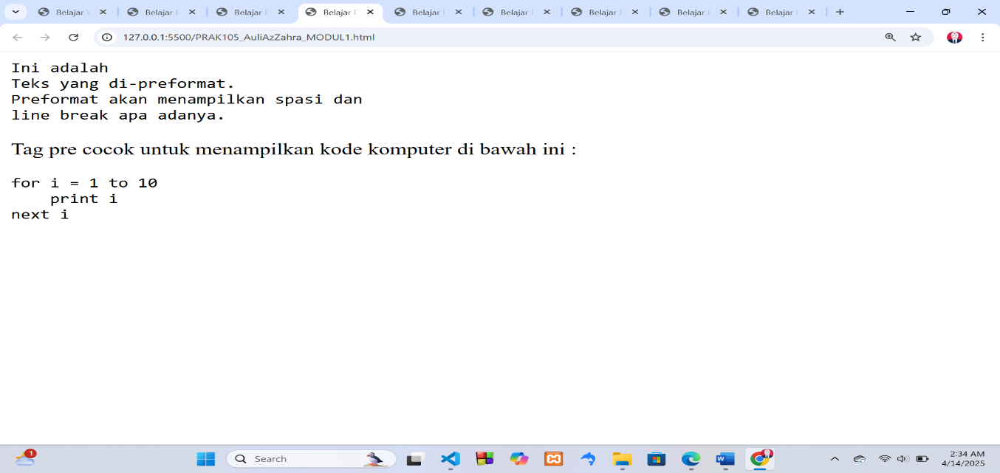 Belajar V
Belajar F
Belajar F
Belajar F
Belajar
Belajar
Belajar
Belajar
Belajar
127.0.0.1:5500/PRAK105_AuliAzZahra_MODUL1.html
Ini adalah
Teks yang di-preformat.
Preformat akan menampilkan spasi dan
line break apa adanya.
Tag pre cocok untuk menampilkan kode komputer di bawah ini :
for i = 1 to 10
    print i
next i
1
Search
2:34 AM
4/14/2025